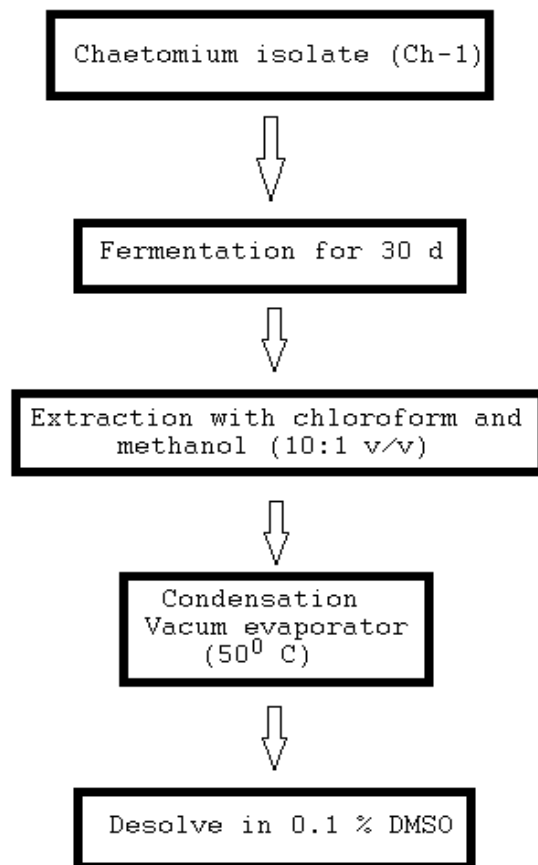 Chaetomium isolate (Ch-1)
Fermentation for 30 d
Extraction with chloroform and
methanol (10:1 v/v)
Condensation
Vacum evaporator
(50⁰ C)
Desolve in 0.1 % DMSO